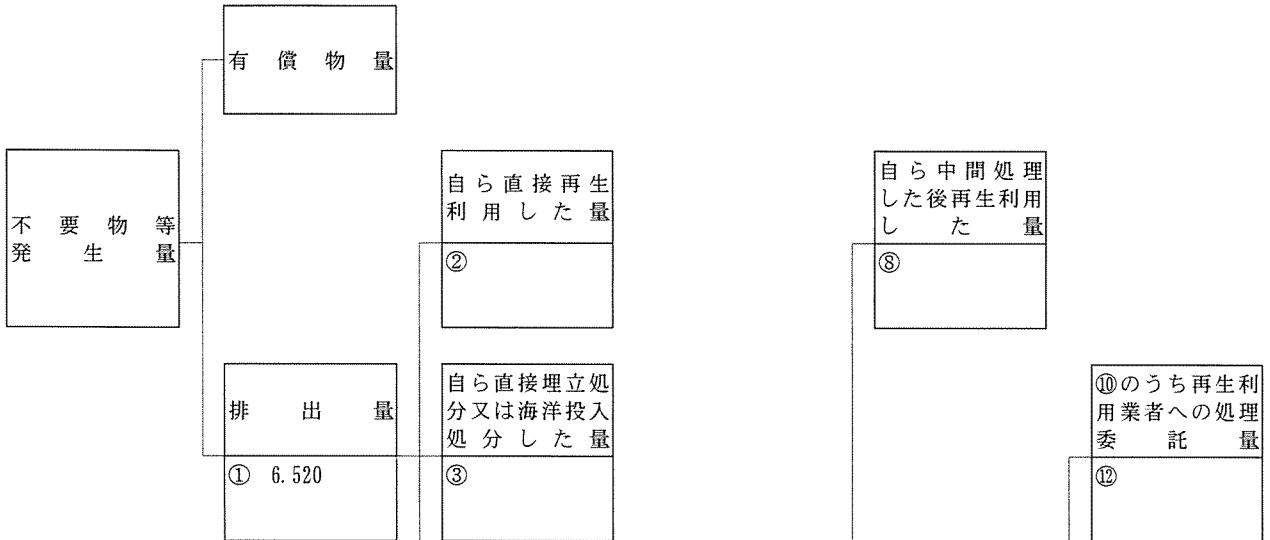 有償物量
不要物等
発生量
自ら直接再生
利用した量
②
自ら中間処理
した後再生利用
した量
⑧
排出量
① 6.520
自ら直接埋立処
分又は海洋投入
処分した量
③
⑩のうち再生利
用業者への処理
委託量
⑫